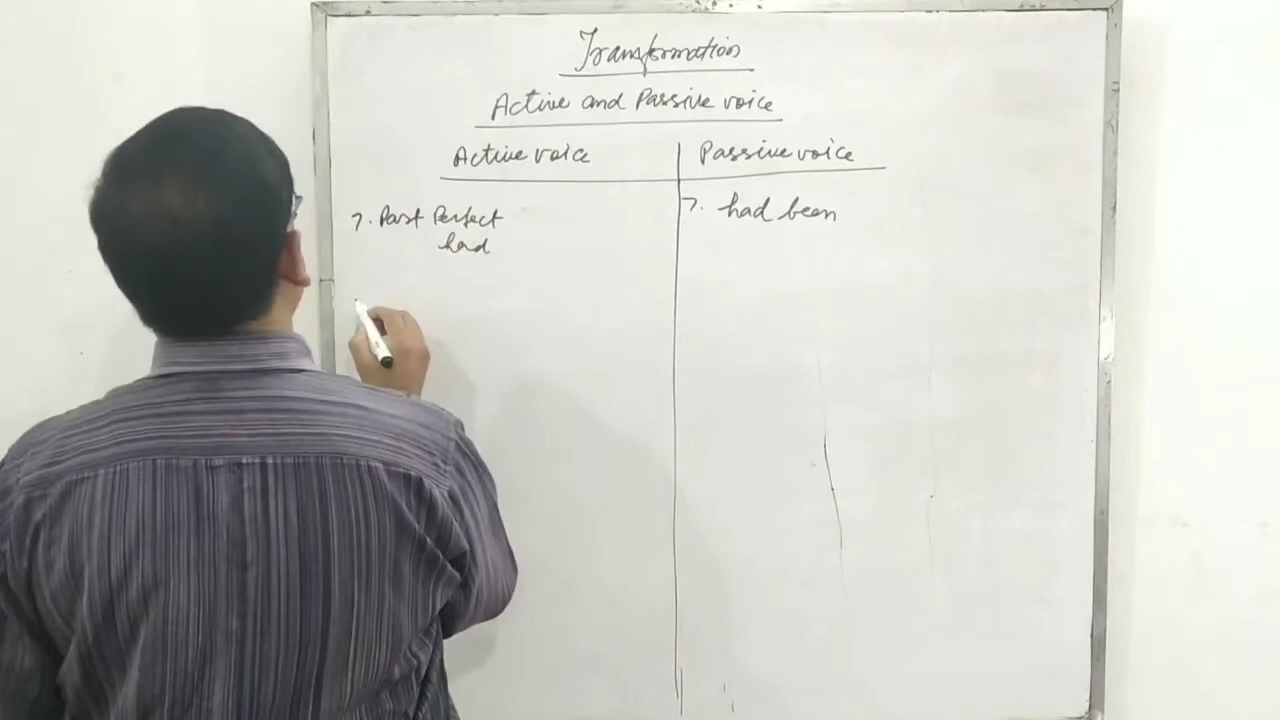 Transformation
Active and Passive voice
Active voice
Passive voice
7. Past Perfect
had
7. had been